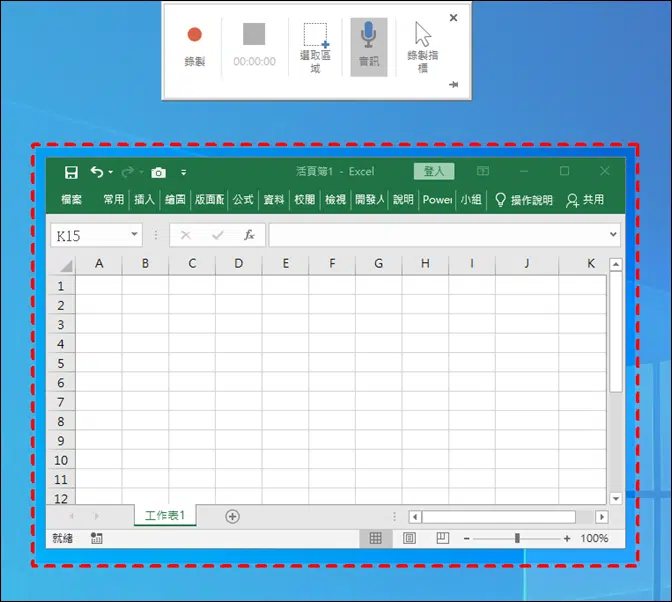 錄製
00:00:00
選取區
域
音訊
錄製指
標
活頁簿1 - Excel
登入
檔案 常用 插入 繪圖 版面配 公式 資料 校閱 檢視 開發人 說明 Power 小組 操作說明 共用
K15
fx
A B C D E F G H I J K
1
2
3
4
5
6
7
8
9
10
11
12
工作表1
就緒
100%